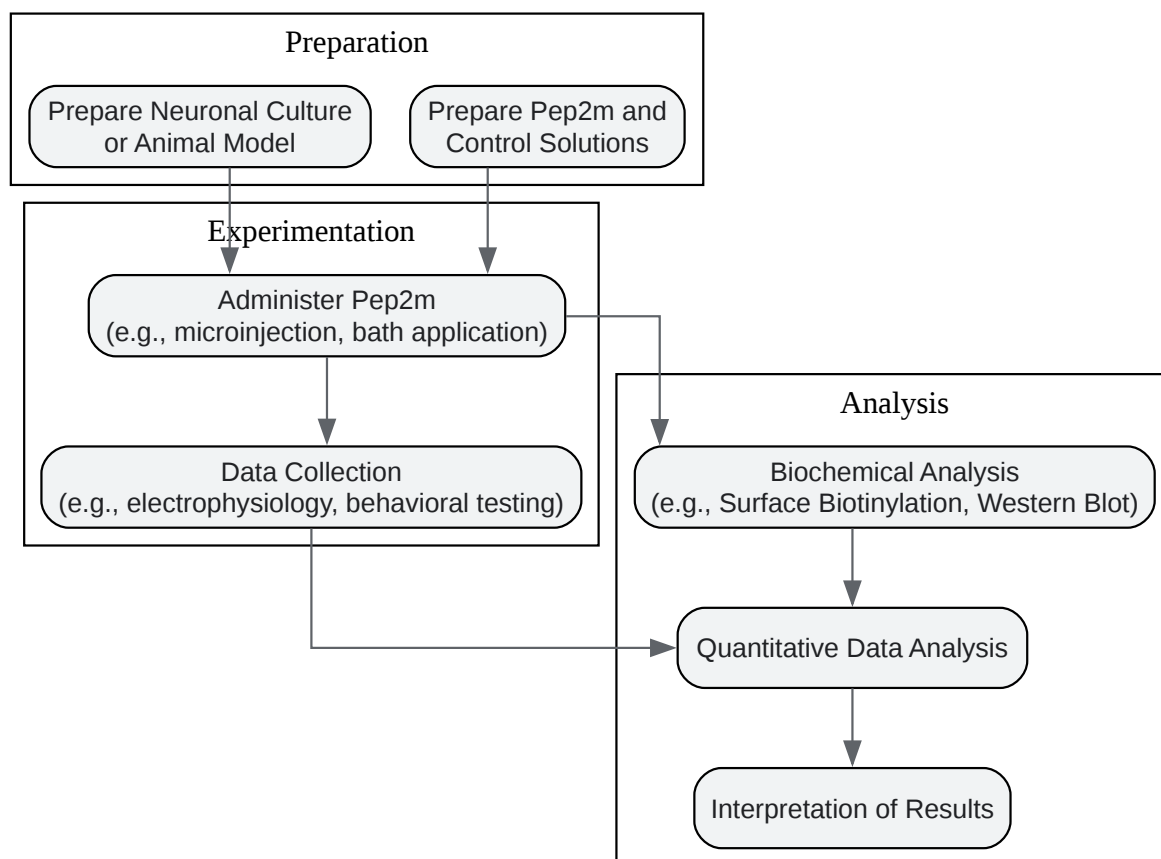 Preparation
Prepare Neuronal Culture
or Animal Model
Prepare Pep2m and
Control Solutions
Experimentation
Administer Pep2m
(e.g., microinjection, bath application)
Data Collection
(e.g., electrophysiology, behavioral testing)
Analysis
Biochemical Analysis
(e.g., Surface Biotinylation, Western Blot)
Quantitative Data Analysis
Interpretation of Results